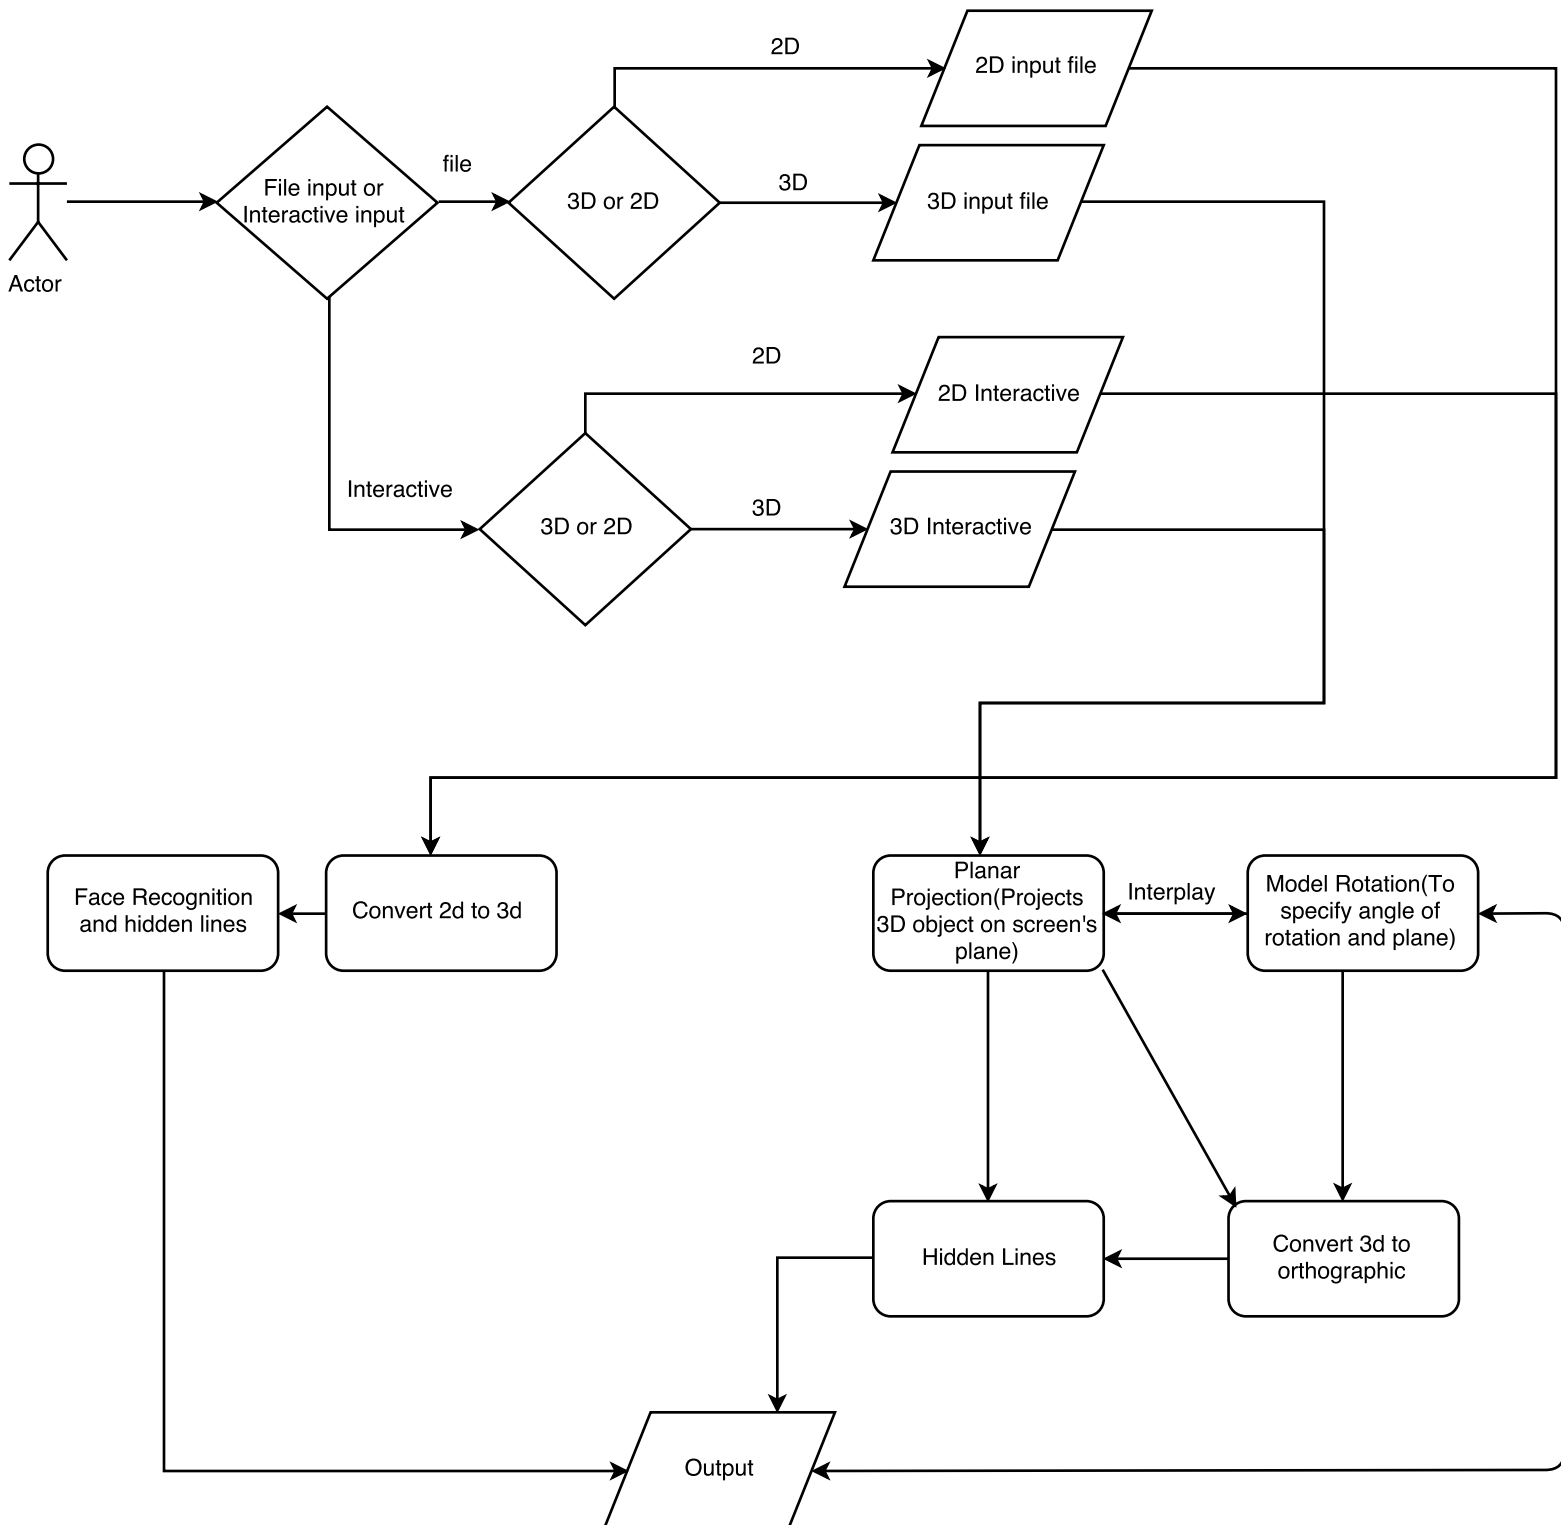 2D
2D input file
file
File input or
Interactive input
3D or 2D
3D
3D input file
Actor
2D
2D Interactive
Interactive
3D or 2D
3D
3D Interactive
Face Recognition
and hidden lines
Convert 2d to 3d
Planar
Projection(Projects
3D object on screen's
plane)
Interplay
Model Rotation(To
specify angle of
rotation and plane)
Hidden Lines
Convert 3d to
orthographic
Output